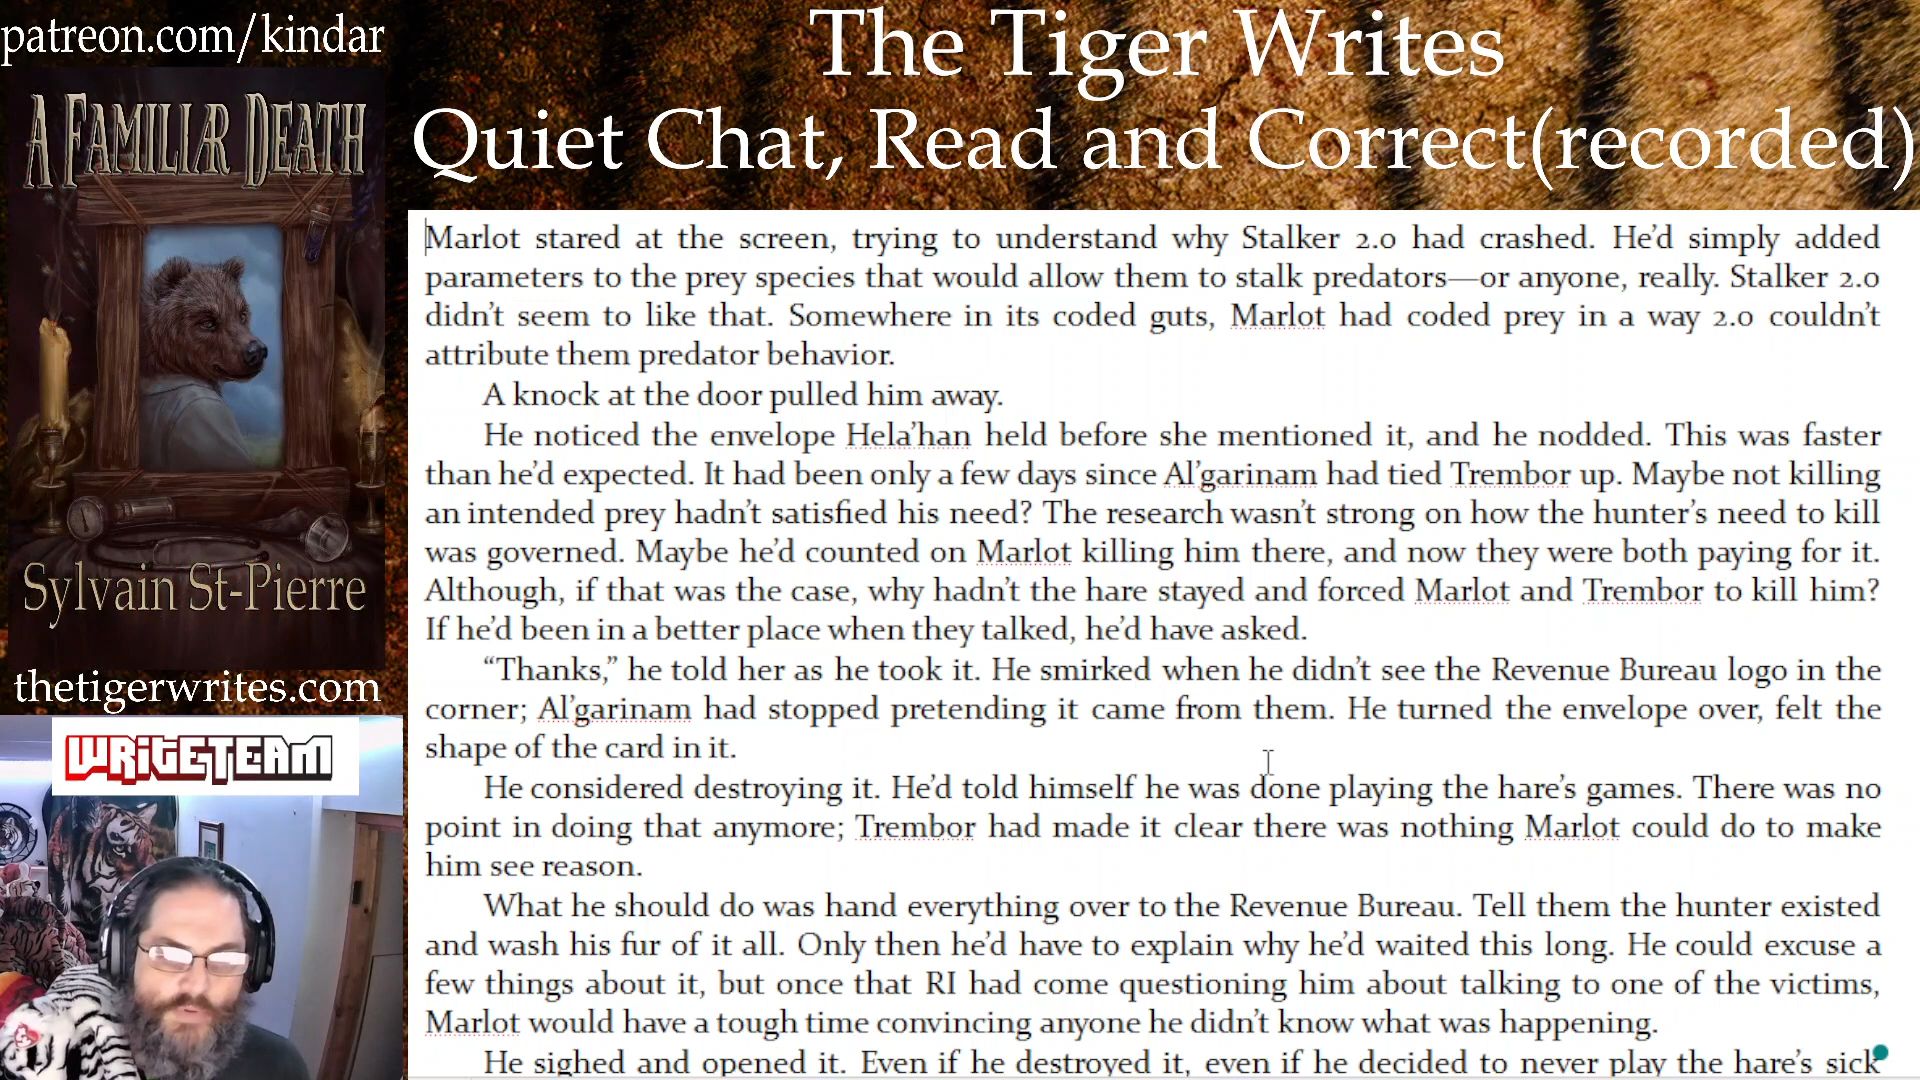 patreon.com/kindar
The Tiger Writes
Quiet Chat, Read and Correct(recorded)
A FAMILIAR DEATH
Sylvain St-Pierre
thetigerwrites.com
WRITETEAM
Marlot stared at the screen, trying to understand why Stalker 2.0 had crashed. He’d simply added
parameters to the prey species that would allow them to stalk predators—or anyone, really. Stalker 2.0
didn’t seem to like that. Somewhere in its coded guts, Marlot had coded prey in a way 2.0 couldn’t
attribute them predator behavior.
A knock at the door pulled him away.
He noticed the envelope Hela’han held before she mentioned it, and he nodded. This was faster
than he’d expected. It had been only a few days since Al’garinam had tied Trembor up. Maybe not killing
an intended prey hadn’t satisfied his need? The research wasn’t strong on how the hunter’s need to kill
was governed. Maybe he’d counted on Marlot killing him there, and now they were both paying for it.
Although, if that was the case, why hadn’t the hare stayed and forced Marlot and Trembor to kill him?
If he’d been in a better place when they talked, he’d have asked.
“Thanks,” he told her as he took it. He smirked when he didn’t see the Revenue Bureau logo in the
corner; Al’garinam had stopped pretending it came from them. He turned the envelope over, felt the
shape of the card in it.
He considered destroying it. He’d told himself he was done playing the hare’s games. There was no
point in doing that anymore; Trembor had made it clear there was nothing Marlot could do to make
him see reason.
What he should do was hand everything over to the Revenue Bureau. Tell them the hunter existed
and wash his fur of it all. Only then he’d have to explain why he’d waited this long. He could excuse a
few things about it, but once that RI had come questioning him about talking to one of the victims,
Marlot would have a tough time convincing anyone he didn’t know what was happening.
He sighed and opened it. Even if he destroyed it, even if he decided to never play the hare’s sick